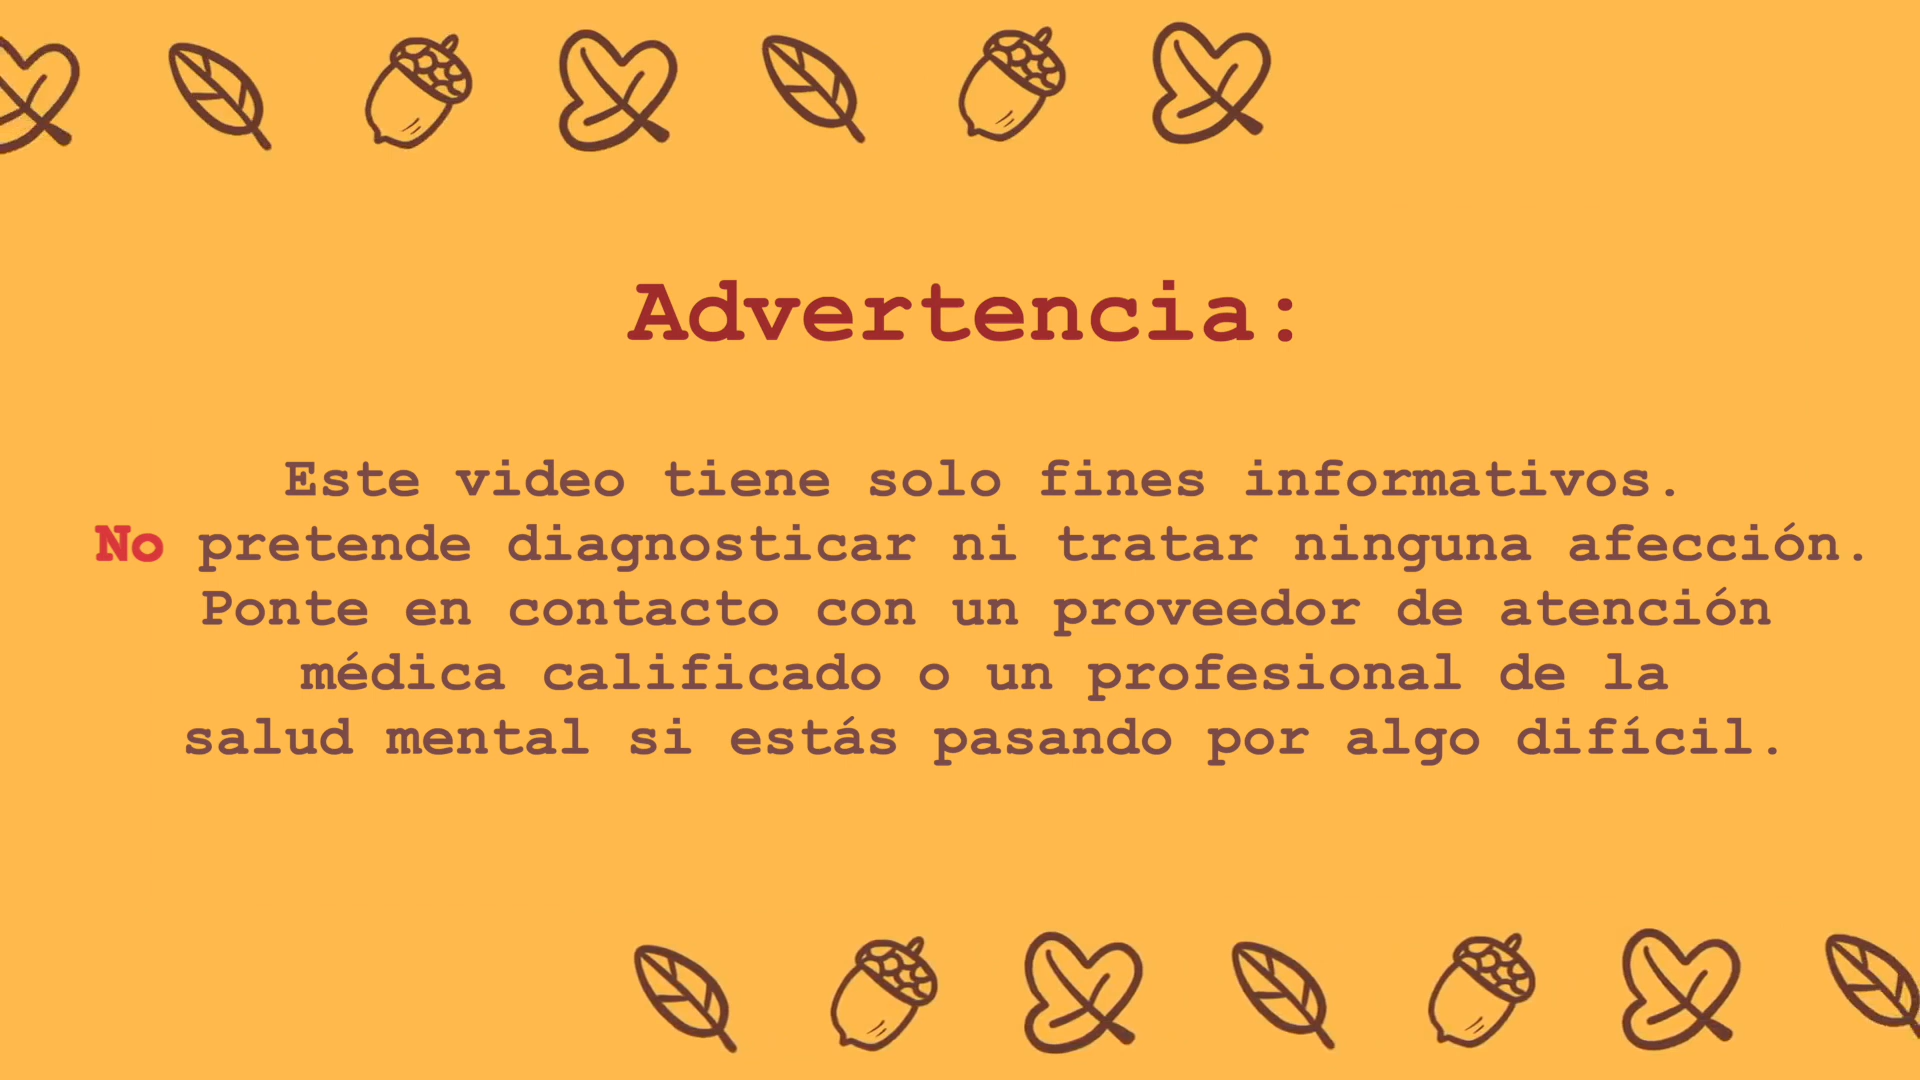 Advertencia:
Este video tiene solo fines informativos.
No pretende diagnosticar ni tratar ninguna afección.
Ponte en contacto con un proveedor de atención
médica calificado o un profesional de la
salud mental si estás pasando por algo difícil.